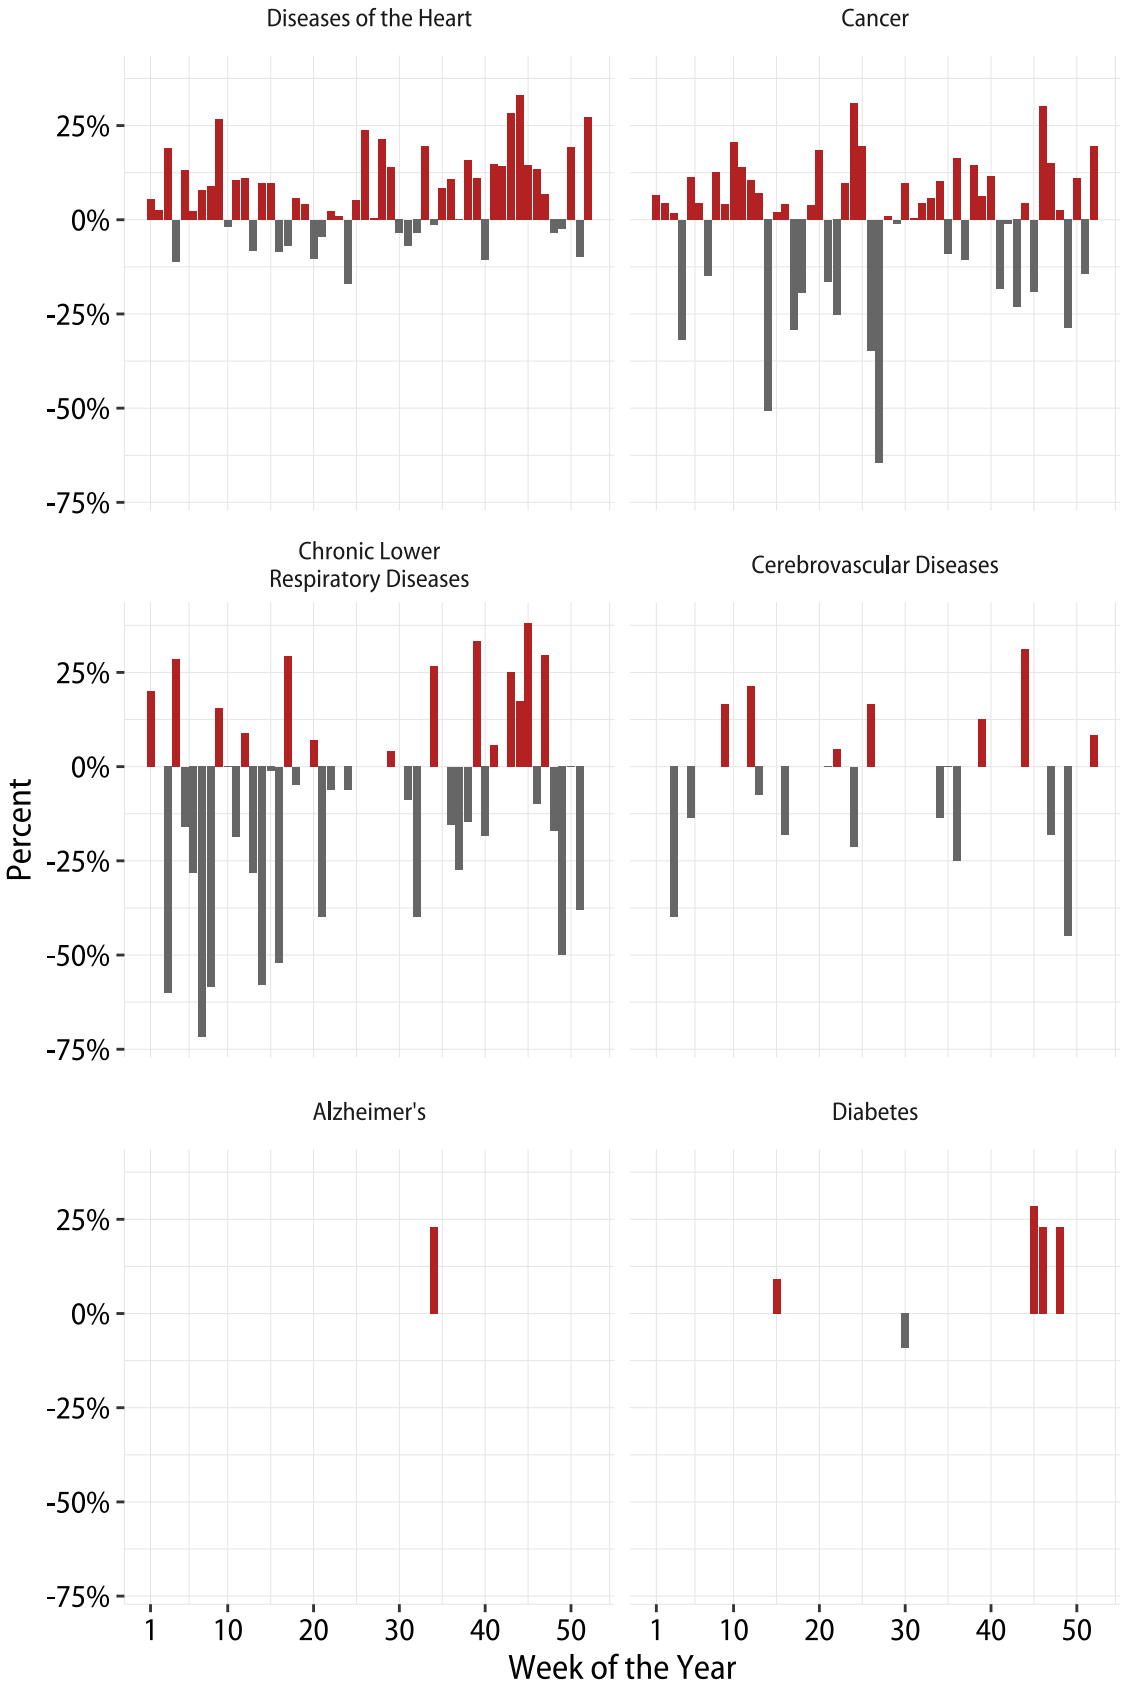 Diseases of the Heart
Cancer
25%
0%
-25%
-50%
-75%
Chronic Lower
Respiratory Diseases
Cerebrovascular Diseases
25%
0%
-25%
-50%
-75%
Percent
Alzheimer's
Diabetes
25%
0%
-25%
-50%
-75%
1 10 20 30 40 50
1 10 20 30 40 50
Week of the Year